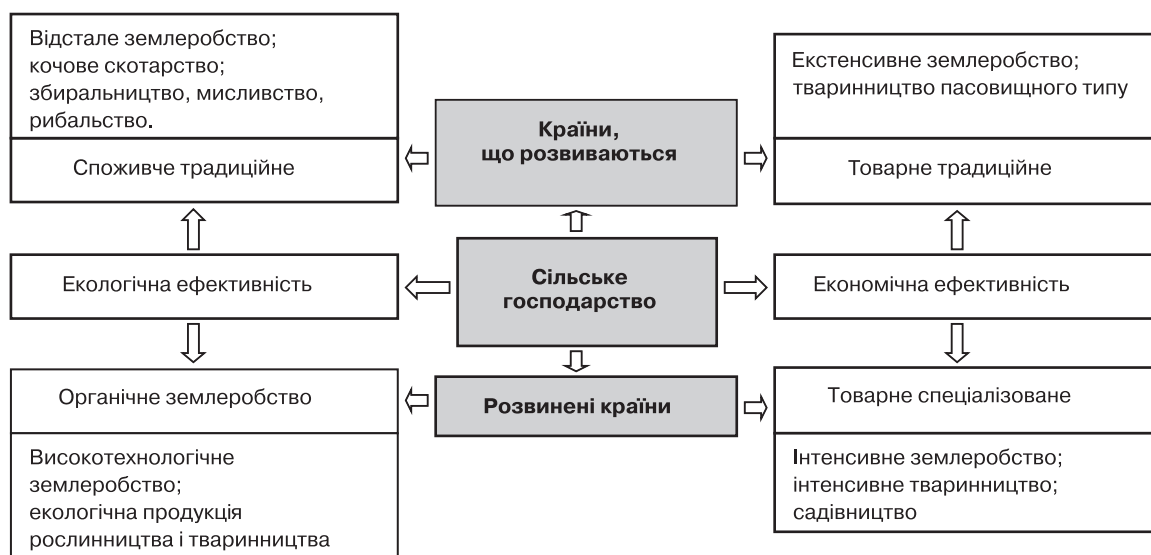 Відстале землеробство;
кочове скотарство;
збиральництво, мисливство,
рибальство.
Споживче традиційне
Країни,
що розвиваються
Екстенсивне землеробство;
тваринництво пасовищного типу
Товарне традиційне
Екологічна ефективність
Сільське
господарство
Економічна ефективність
Органічне землеробство
Високотехнологічне
землеробство;
екологічна продукція
рослинництва і тваринництва
Розвинені країни
Товарне спеціалізоване
Інтенсивне землеробство;
інтенсивне тваринництво;
садівництво